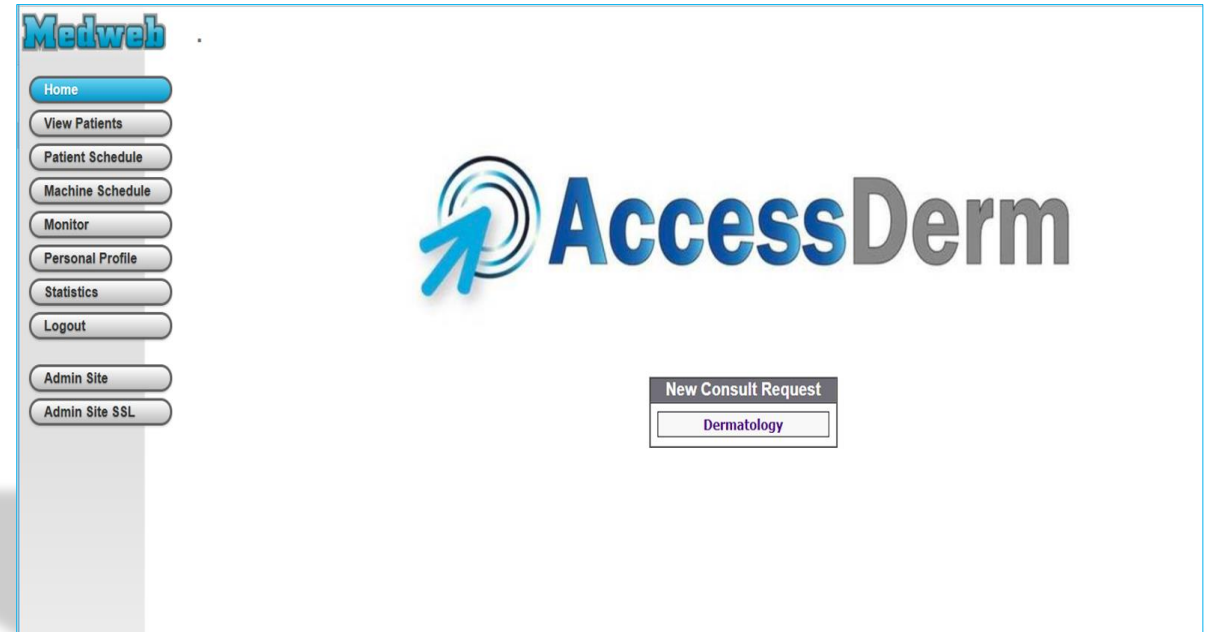 Medweb
Home
View Patients
Patient Schedule
Machine Schedule
Monitor
Personal Profile
Statistics
Logout
Admin Site
Admin Site SSL
.
AccessDerm
New Consult Request
Dermatology